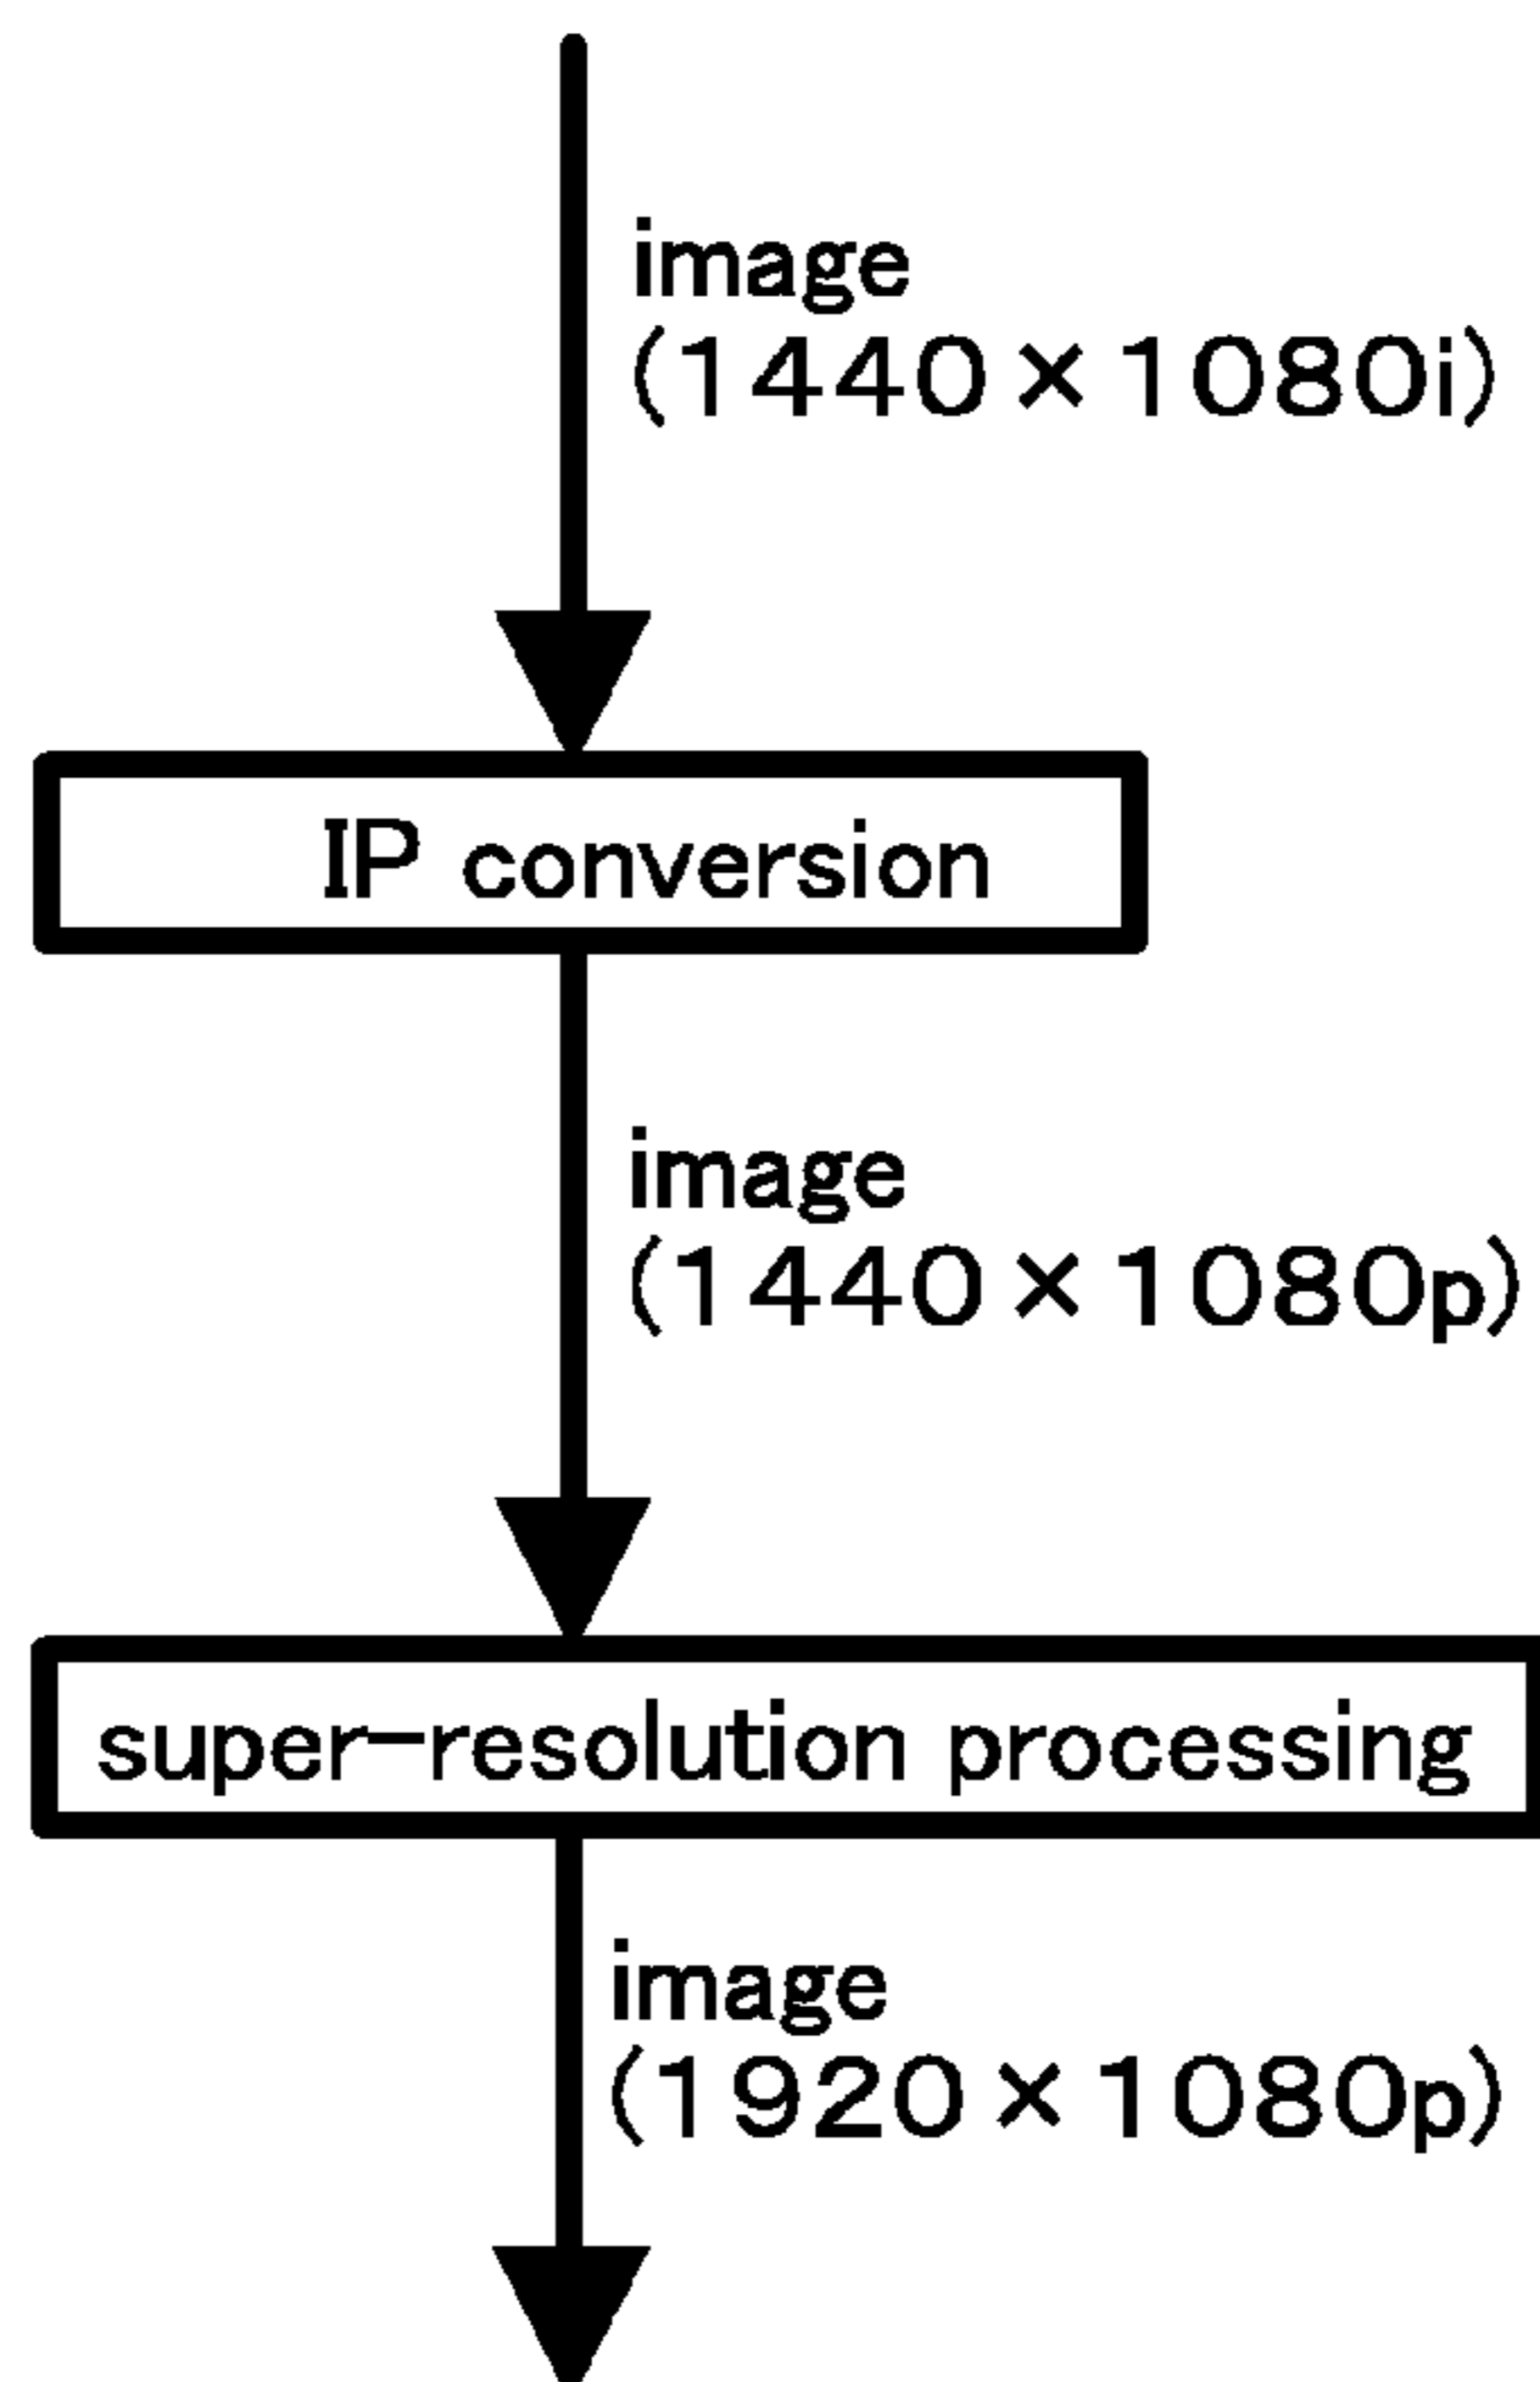 image
(1440×1080i)
IP conversion
image
(1440×1080p)
super-resolution processing
image
(1920×1080p)